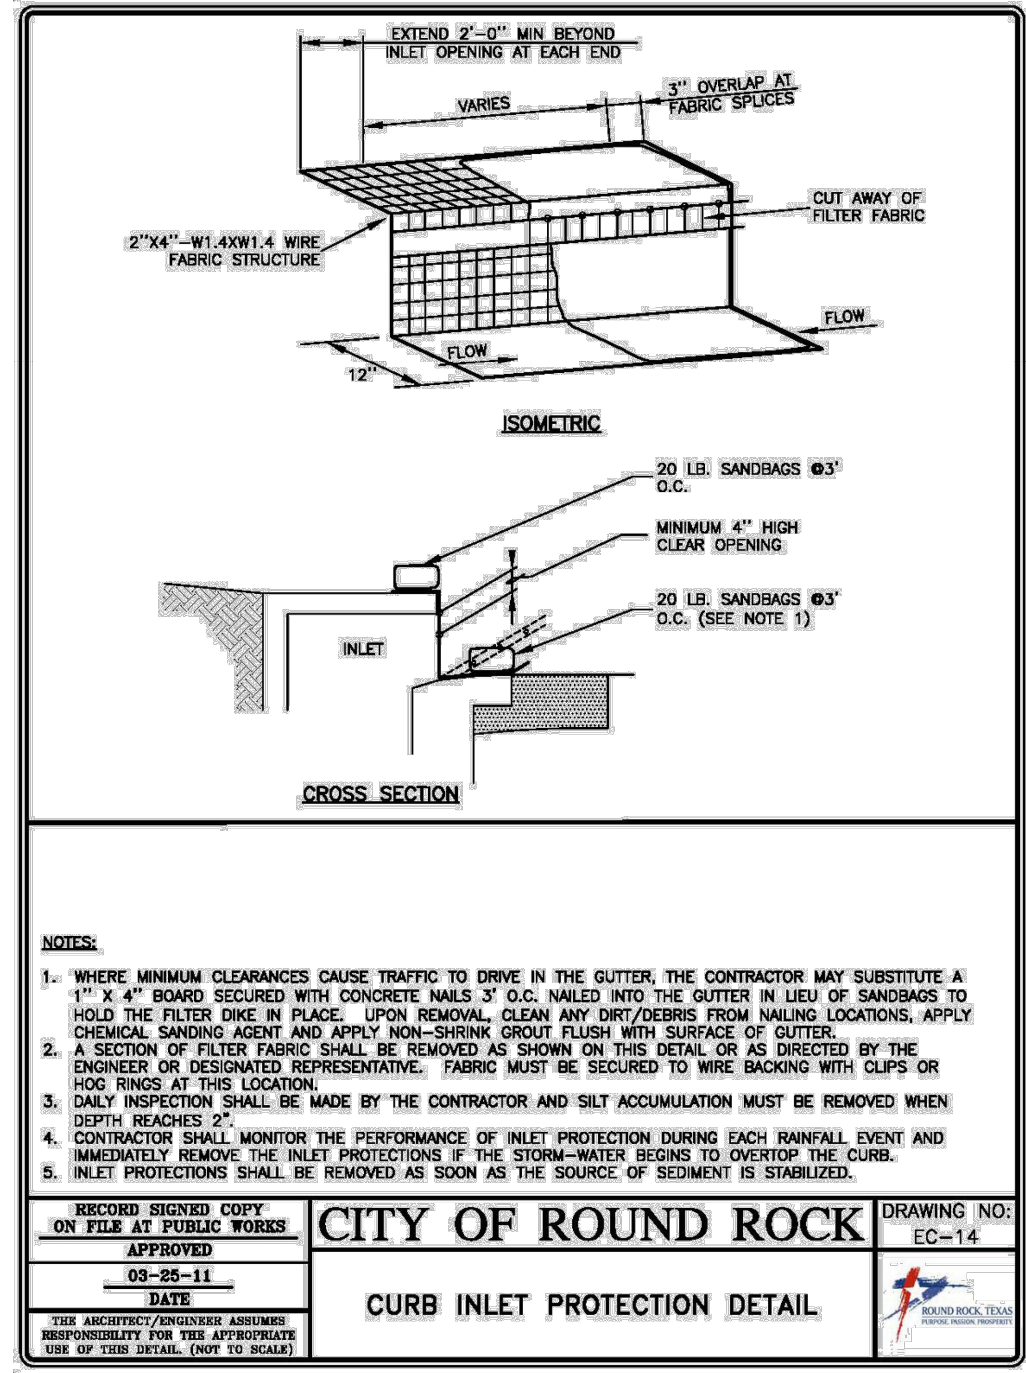 EXTEND 2'-0" MIN BEYOND
INLET OPENING AT EACH END
3" OVERLAP AT
FABRIC SPLICES
VARIES
CUT AWAY OF
FILTER FABRIC
2"X4"-W1.4XW1.4 WIRE
FABRIC STRUCTURE
FLOW
FLOW
12"
ISOMETRIC
20 LB. SANDBAGS @3'
O.C.
MINIMUM 4" HIGH
CLEAR OPENING
20 LB. SANDBAGS @3'
O.C. (SEE NOTE 1)
INLET
CROSS SECTION
NOTES:
1. WHERE MINIMUM CLEARANCES CAUSE TRAFFIC TO DRIVE IN THE GUTTER, THE CONTRACTOR MAY SUBSTITUTE A
1" X 4" BOARD SECURED WITH CONCRETE NAILS 3' O.C. NAILED INTO THE GUTTER IN LIEU OF SANDBAGS TO
HOLD THE FILTER DIKE IN PLACE. UPON REMOVAL, CLEAN ANY DIRT/DEBRIS FROM NAILING LOCATIONS, APPLY
CHEMICAL SANDING AGENT AND APPLY NON-SHRINK GROUT FLUSH WITH SURFACE OF GUTTER.
2. A SECTION OF FILTER FABRIC SHALL BE REMOVED AS SHOWN ON THIS DETAIL OR AS DIRECTED BY THE
ENGINEER OR DESIGNATED REPRESENTATIVE. FABRIC MUST BE SECURED TO WIRE BACKING WITH CLIPS OR
HOG RINGS AT THIS LOCATION.
3. DAILY INSPECTION SHALL BE MADE BY THE CONTRACTOR AND SILT ACCUMULATION MUST BE REMOVED WHEN
DEPTH REACHES 2".
4. CONTRACTOR SHALL MONITOR THE PERFORMANCE OF INLET PROTECTION DURING EACH RAINFALL EVENT AND
IMMEDIATELY REMOVE THE INLET PROTECTIONS IF THE STORM-WATER BEGINS TO OVERTOP THE CURB.
5. INLET PROTECTIONS SHALL BE REMOVED AS SOON AS THE SOURCE OF SEDIMENT IS STABILIZED.
RECORD SIGNED COPY
ON FILE AT PUBLIC WORKS
APPROVED
03-25-11
DATE
THE ARCHITECT/ENGINEER ASSUMES
RESPONSIBILITY FOR THE APPROPRIATE
USE OF THIS DETAIL. (NOT TO SCALE)
CITY OF ROUND ROCK
CURB INLET PROTECTION DETAIL
DRAWING NO:
EC-14
ROUND ROCK, TEXAS
PURPOSE. PASSION. PROSPERITY.